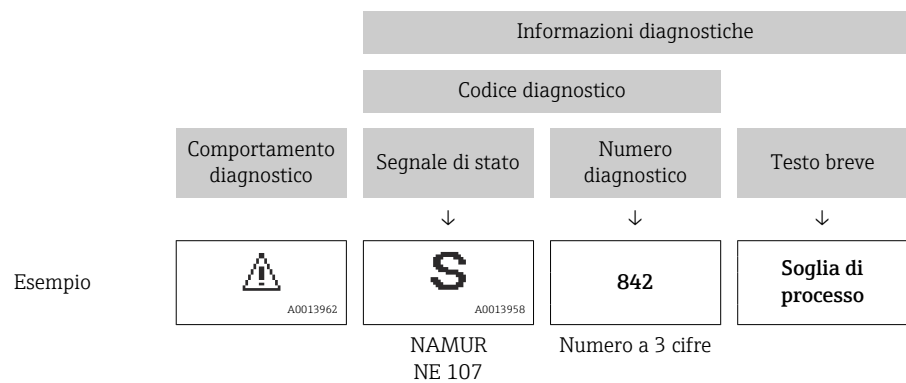 Informazioni diagnostiche
Codice diagnostico
Comportamento
diagnostico
Segnale di stato
Numero
diagnostico
Testo breve
↓ ↓ ↓
Esempio
A0013962
S
A0013958
842
Soglia di
processo
NAMUR
NE 107
Numero a 3 cifre